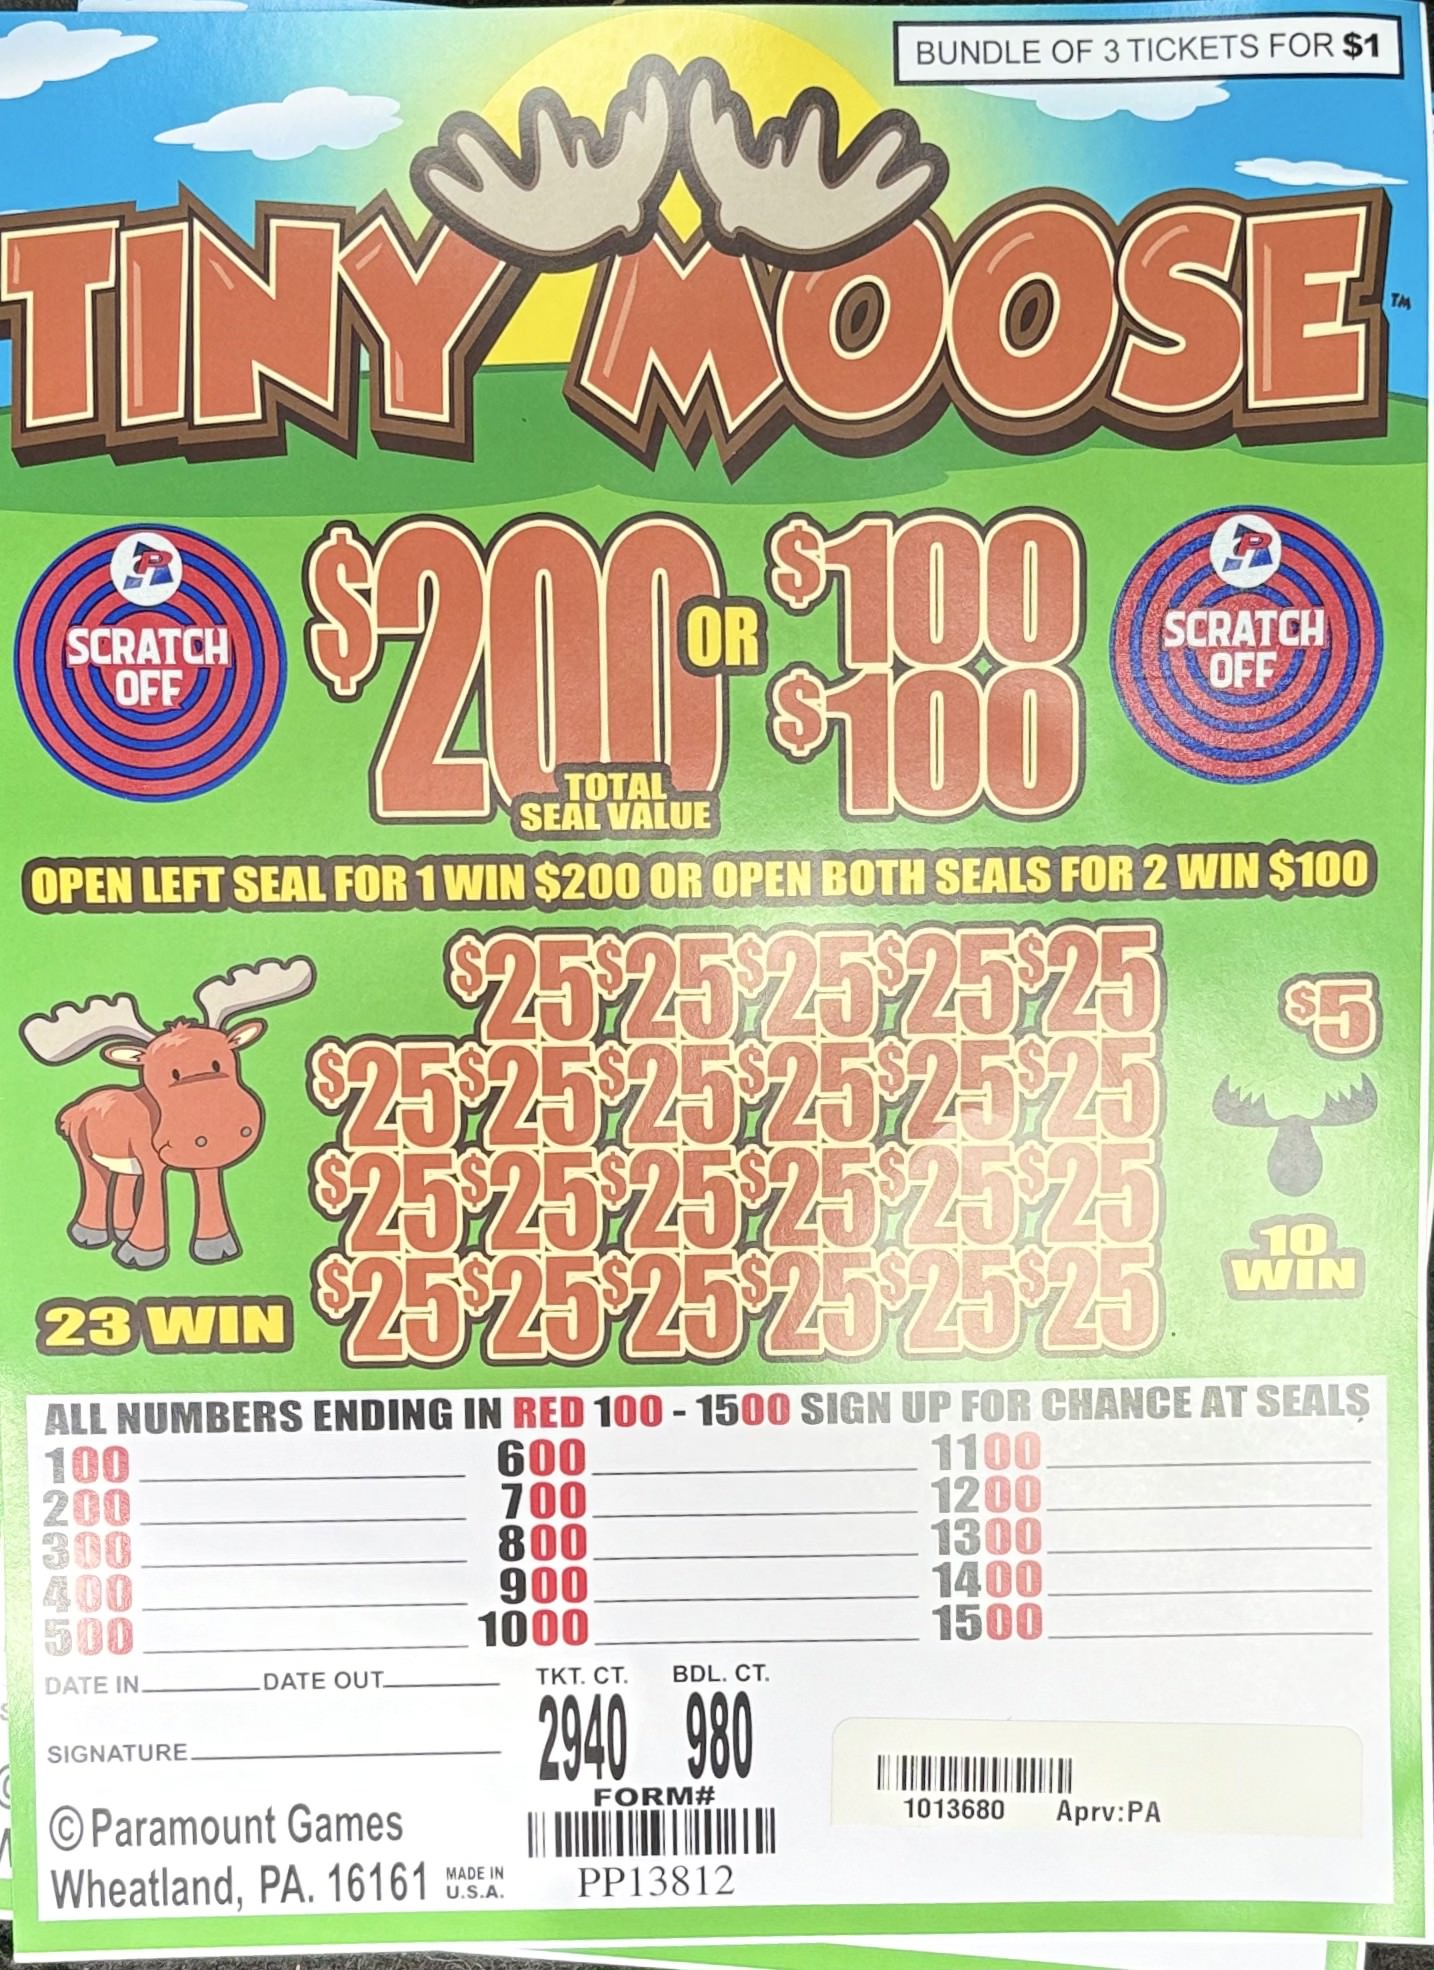 BUNDLE OF 3 TICKETS FOR $1
TINY MOOSE™
SCRATCH
OFF
$200
TOTAL
SEAL VALUE
OR
$100
$100
SCRATCH
OFF
OPEN LEFT SEAL FOR 1 WIN $200 OR OPEN BOTH SEALS FOR 2 WIN $100
$25 $25 $25 $25 $25
$25 $25 $25 $25 $25 $25
$25 $25 $25 $25 $25 $25
$25 $25 $25 $25 $25 $25
23 WIN
$5
10
WIN
ALL NUMBERS ENDING IN RED 100 - 1500 SIGN UP FOR CHANCE AT SEALS
100 600 1100
200 700 1200
300 800 1300
400 900 1400
500 1000 1500
DATE IN DATE OUT
SIGNATURE
TKT. CT. BDL. CT.
2940 980
FORM#
PP13812
1013680 Aprv:PA
© Paramount Games
Wheatland, PA. 16161
MADE IN
U.S.A.